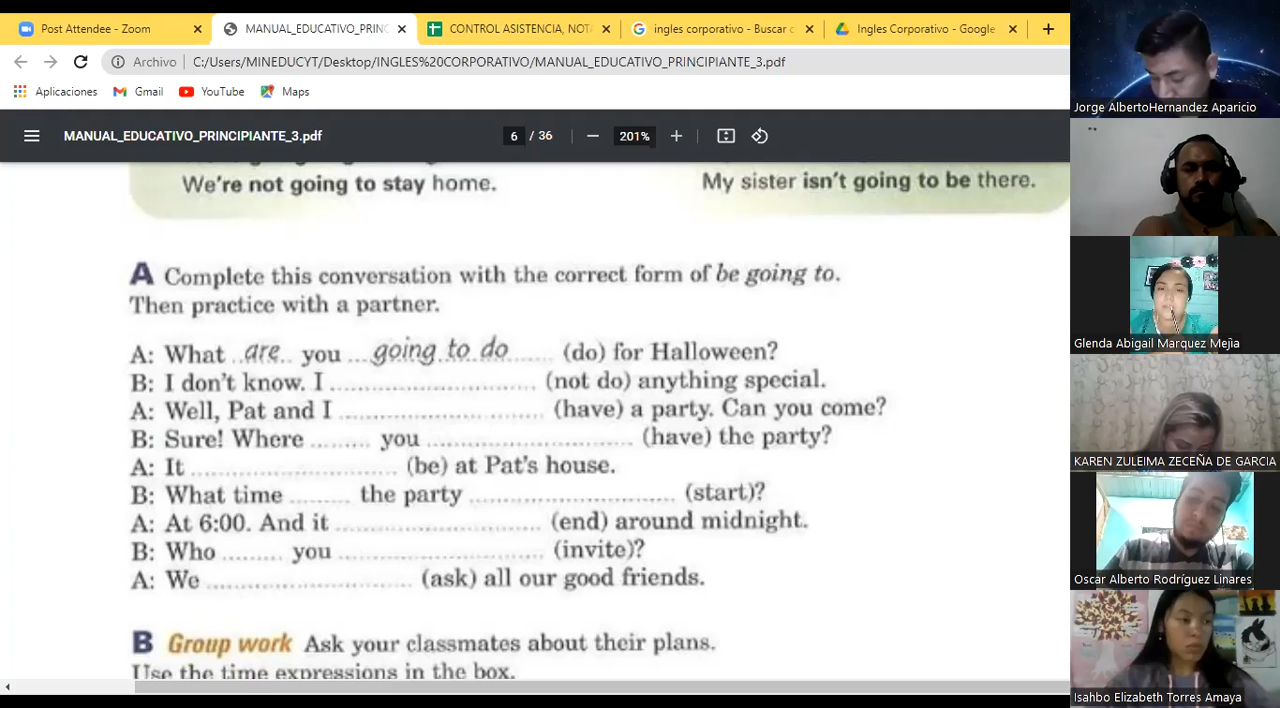 Post Attendee - Zoom
MANUAL_EDUCATIVO_PRINC
CONTROL ASISTENCIA, NOTA
ingles corporativo - Buscar c
Ingles Corporativo - Google
Archivo C:/Users/MINEDUCYT/Desktop/INGLES%20CORPORATIVO/MANUAL_EDUCATIVO_PRINCIPIANTE_3.pdf
Aplicaciones Gmail YouTube Maps
MANUAL_EDUCATIVO_PRINCIPIANTE_3.pdf 6 / 36 201%
We're not going to stay home.
My sister isn't going to be there.
A Complete this conversation with the correct form of be going to.
Then practice with a partner.
A: What ..are.. you ...going to do....... (do) for Halloween?
B: I don't know. I .............................. (not do) anything special.
A: Well, Pat and I .............................. (have) a party. Can you come?
B: Sure! Where ......... you .............................. (have) the party?
A: It .............................. (be) at Pat's house.
B: What time ......... the party .............................. (start)?
A: At 6:00. And it .............................. (end) around midnight.
B: Who ......... you .............................. (invite)?
A: We .............................. (ask) all our good friends.
B Group work Ask your classmates about their plans.
Use the time expressions in the box.
Jorge AlbertoHernandez Aparicio
Glenda Abigail Marquez Mejia
KAREN ZULEIMA ZECEÑA DE GARCIA
Oscar Alberto Rodríguez Linares
Isahbo Elizabeth Torres Amaya